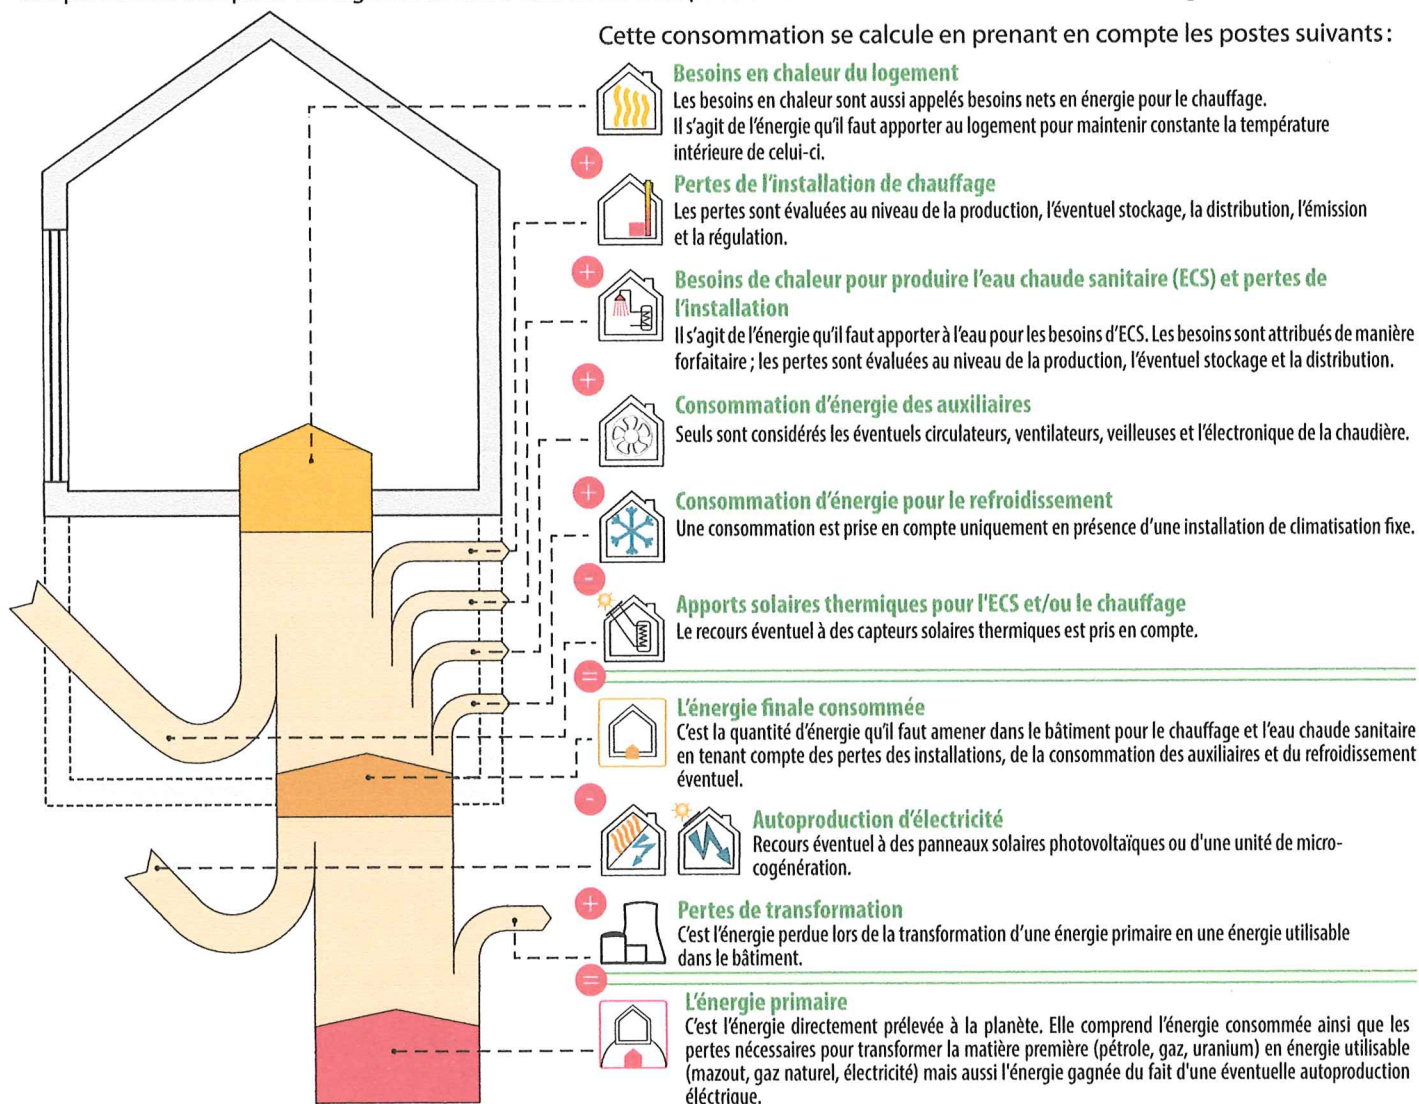 Cette consommation se calcule en prenant en compte les postes suivants :
Besoins en chaleur du logement
Les besoins en chaleur sont aussi appelés besoins nets en énergie pour le chauffage.
Il s'agit de l'énergie qu'il faut apporter au logement pour maintenir constante la température
intérieure de celui-ci.
+
Pertes de l'installation de chauffage
Les pertes sont évaluées au niveau de la production, l'éventuel stockage, la distribution, l'émission
et la régulation.
+
Besoins de chaleur pour produire l'eau chaude sanitaire (ECS) et pertes de
l'installation
Il s'agit de l'énergie qu'il faut apporter à l'eau pour les besoins d'ECS. Les besoins sont attribués de manière
forfaitaire ; les pertes sont évaluées au niveau de la production, l'éventuel stockage et la distribution.
+
Consommation d'énergie des auxiliaires
Seuls sont considérés les éventuels circulateurs, ventilateurs, veilleuses et l'électronique de la chaudière.
+
Consommation d'énergie pour le refroidissement
Une consommation est prise en compte uniquement en présence d'une installation de climatisation fixe.
-
Apports solaires thermiques pour l'ECS et/ou le chauffage
Le recours éventuel à des capteurs solaires thermiques est pris en compte.
=
L'énergie finale consommée
C'est la quantité d'énergie qu'il faut amener dans le bâtiment pour le chauffage et l'eau chaude sanitaire
en tenant compte des pertes des installations, de la consommation des auxiliaires et du refroidissement
éventuel.
-
Autoproduction d'électricité
Recours éventuel à des panneaux solaires photovoltaïques ou d'une unité de micro-
cogénération.
+
Pertes de transformation
C'est l'énergie perdue lors de la transformation d'une énergie primaire en une énergie utilisable
dans le bâtiment.
=
L'énergie primaire
C'est l'énergie directement prélevée à la planète. Elle comprend l'énergie consommée ainsi que les
pertes nécessaires pour transformer la matière première (pétrole, gaz, uranium) en énergie utilisable
(mazout, gaz naturel, électricité) mais aussi l'énergie gagnée du fait d'une éventuelle autoproduction
éléctrique.